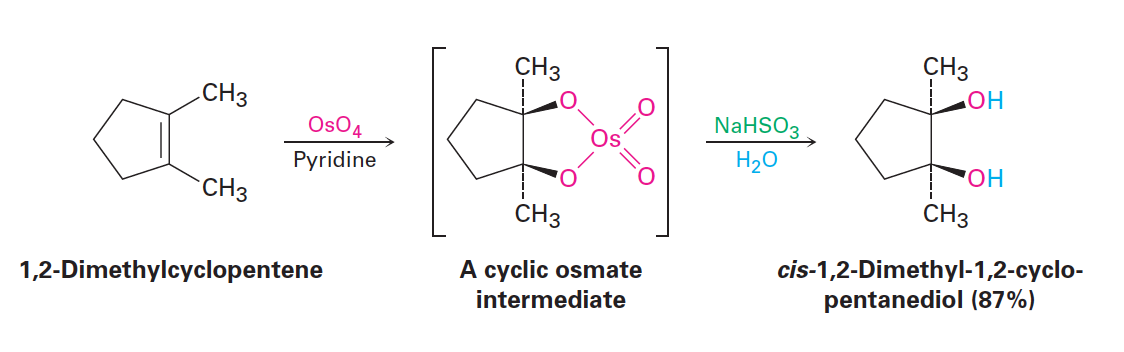 CH3
CH3
OsO4
Pyridine
CH3
O
O
Os
O
O
CH3
NaHSO3
H2O
CH3
OH
OH
CH3
1,2-Dimethylcyclopentene
A cyclic osmate
intermediate
cis-1,2-Dimethyl-1,2-cyclo-
pentanediol (87%)